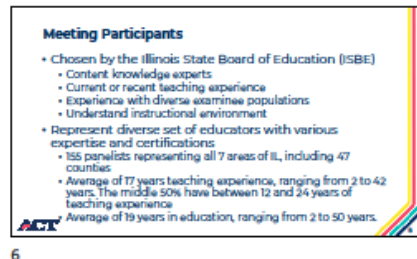 Meeting Participants
• Chosen by the Illinois State Board of Education (ISBE)
• Content knowledge experts
• Current or recent teaching experience
• Experience with diverse examinee populations
• Understand instructional environment
• Represent diverse set of educators with various
expertise and certifications
• 155 panelists representing all 7 areas of IL, including 47
counties
• Average of 17 years teaching experience, ranging from 2 to 42
years. The middle 50% have between 12 and 24 years of
teaching experience
• Average of 19 years in education, ranging from 2 to 50 years.
ACT
6